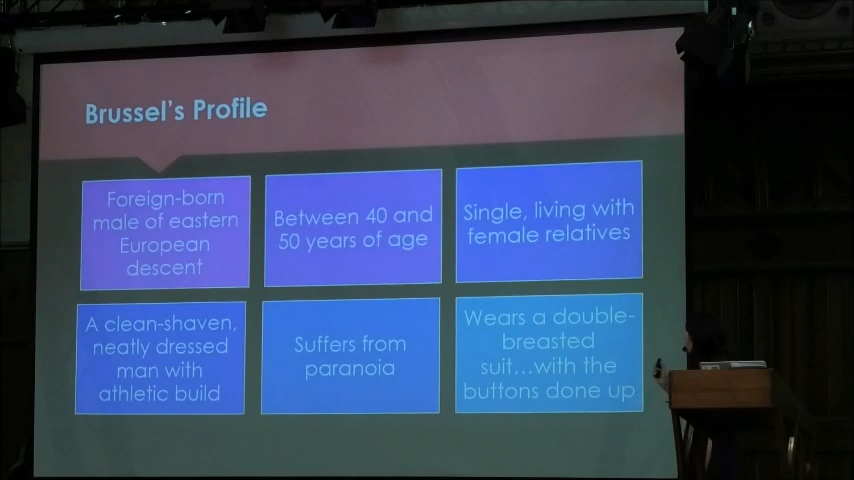 Brussel's Profile
Foreign-born
male of eastern
European
descent
Between 40 and
50 years of age
Single, living with
female relatives
A clean-shaven,
neatly dressed
man with
athletic build
Suffers from
paranoia
Wears a double-
breasted
suit...with the
buttons done up